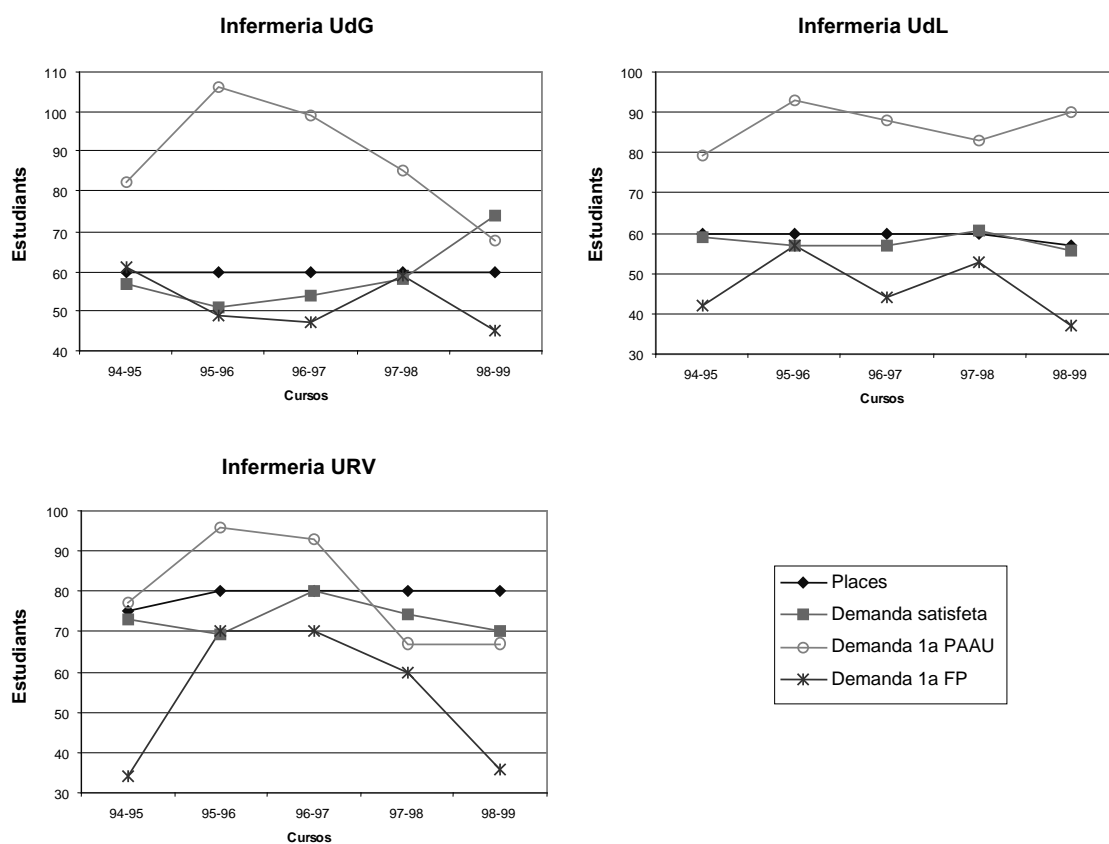 Infermeria UdG
Estudiants
110
100
90
80
70
60
50
40
94-95 95-96 96-97 97-98 98-99
Cursos
Infermeria UdL
Estudiants
100
90
80
70
60
50
40
30
94-95 95-96 96-97 97-98 98-99
Cursos
Infermeria URV
Estudiants
100
90
80
70
60
50
40
30
94-95 95-96 96-97 97-98 98-99
Cursos
Places
Demanda satisfeta
Demanda 1a PAAU
Demanda 1a FP